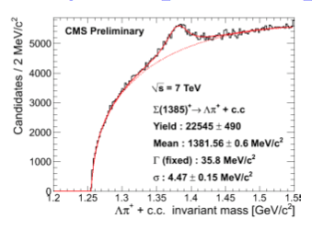 CMS Preliminary
Candidates / 2 MeV/c²
5000
4000
3000
2000
1000
0
√s = 7 TeV
Σ(1385)⁺→ Λπ⁺ + c.c
Yield : 22545 ± 490
Mean : 1381.56 ± 0.6 MeV/c²
Γ (fixed) : 35.8 MeV/c²
σ : 4.47 ± 0.15 MeV/c²
1.2 1.25 1.3 1.35 1.4 1.45 1.5 1.55
Λπ⁺ + c.c. invariant mass [GeV/c²]